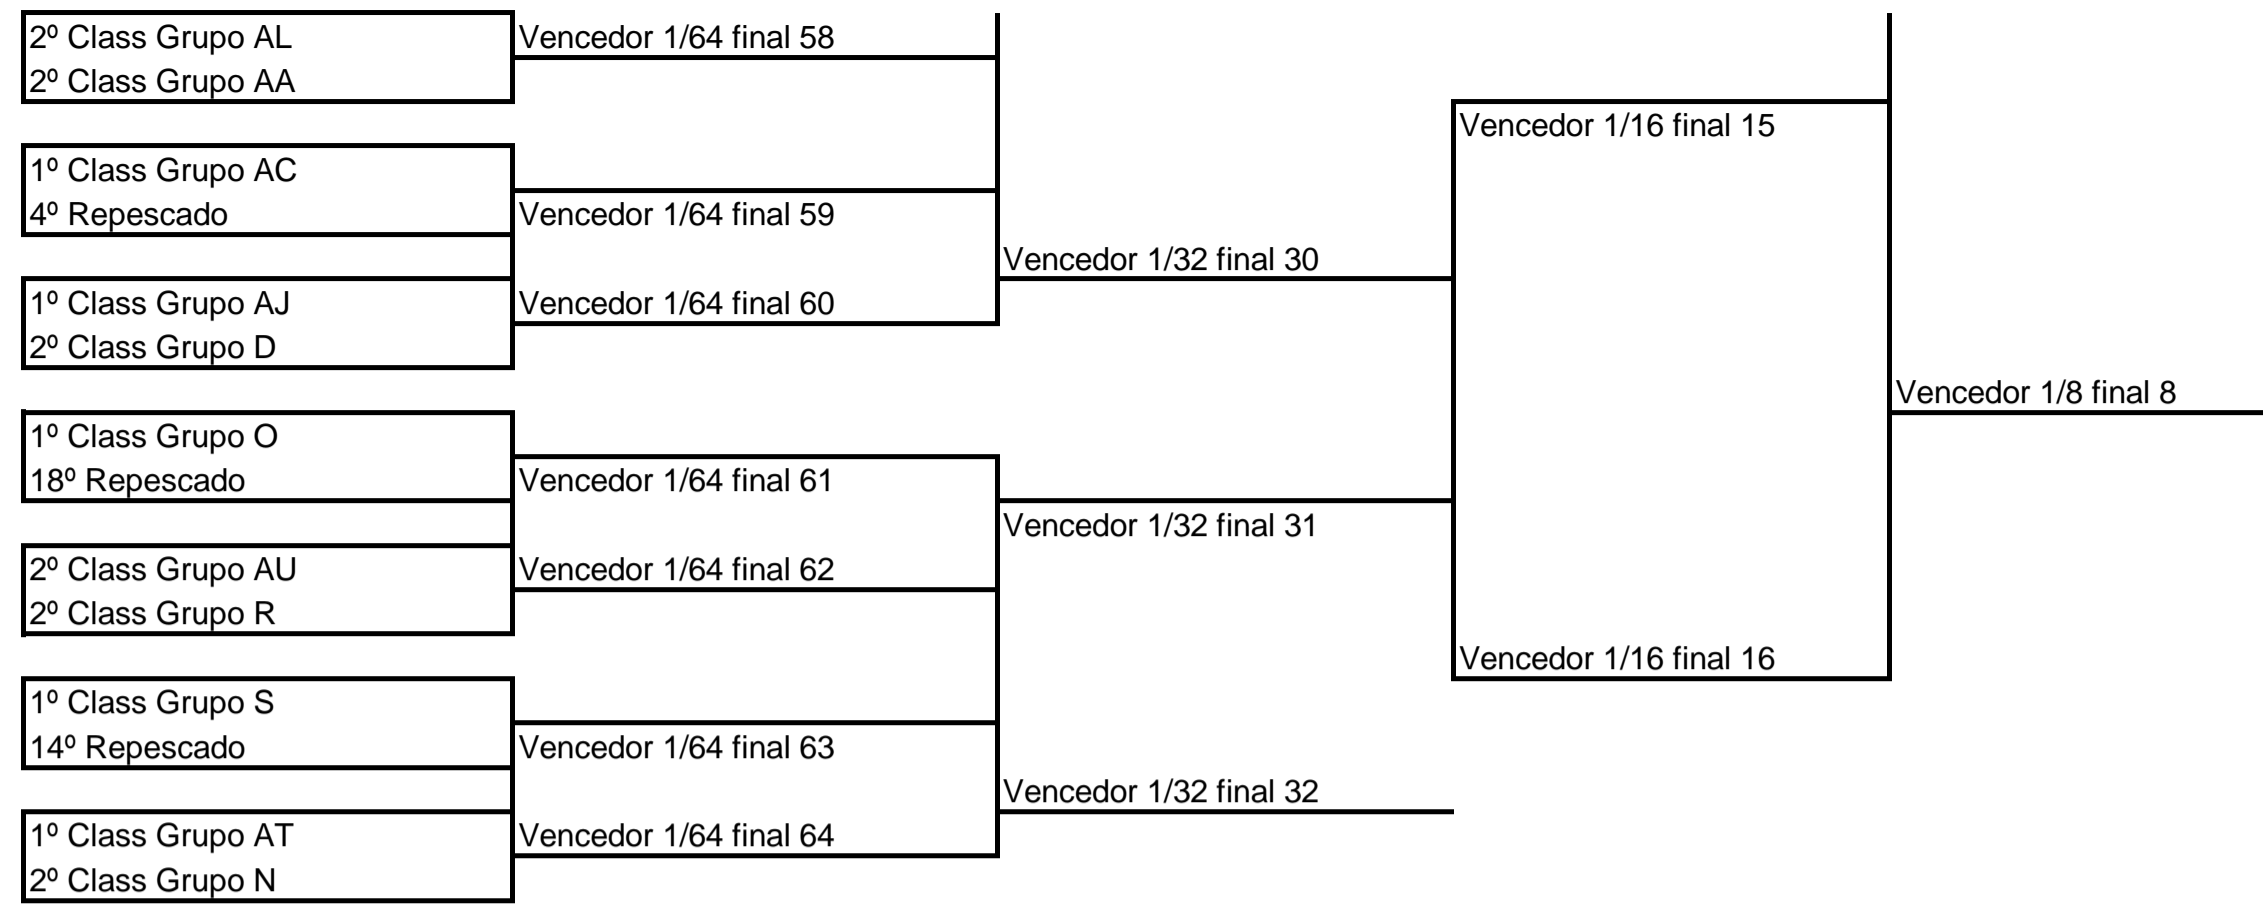 2º Class Grupo AL
Vencedor 1/64 final 58
2º Class Grupo AA
Vencedor 1/16 final 15
1º Class Grupo AC
4º Repescado
Vencedor 1/64 final 59
Vencedor 1/32 final 30
1º Class Grupo AJ
Vencedor 1/64 final 60
2º Class Grupo D
Vencedor 1/8 final 8
1º Class Grupo O
18º Repescado
Vencedor 1/64 final 61
Vencedor 1/32 final 31
2º Class Grupo AU
Vencedor 1/64 final 62
2º Class Grupo R
Vencedor 1/16 final 16
1º Class Grupo S
14º Repescado
Vencedor 1/64 final 63
Vencedor 1/32 final 32
1º Class Grupo AT
Vencedor 1/64 final 64
2º Class Grupo N